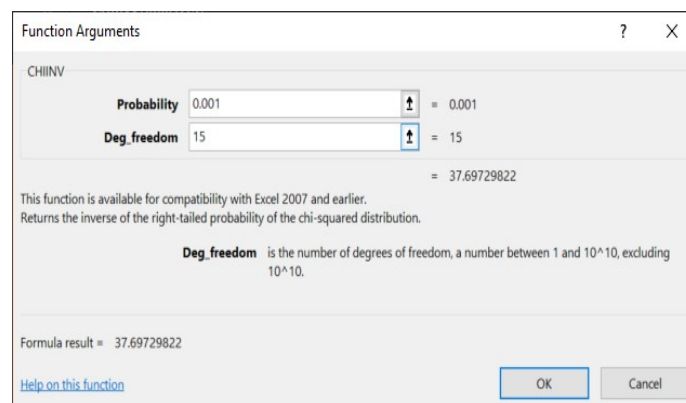 Function Arguments ? X
CHIINV
Probability 0.001 = 0.001
Deg_freedom 15 = 15
= 37.69729822
This function is available for compatibility with Excel 2007 and earlier.
Returns the inverse of the right-tailed probability of the chi-squared distribution.
Deg_freedom is the number of degrees of freedom, a number between 1 and 10^10, excluding
10^10.
Formula result = 37.69729822
Help on this function OK Cancel